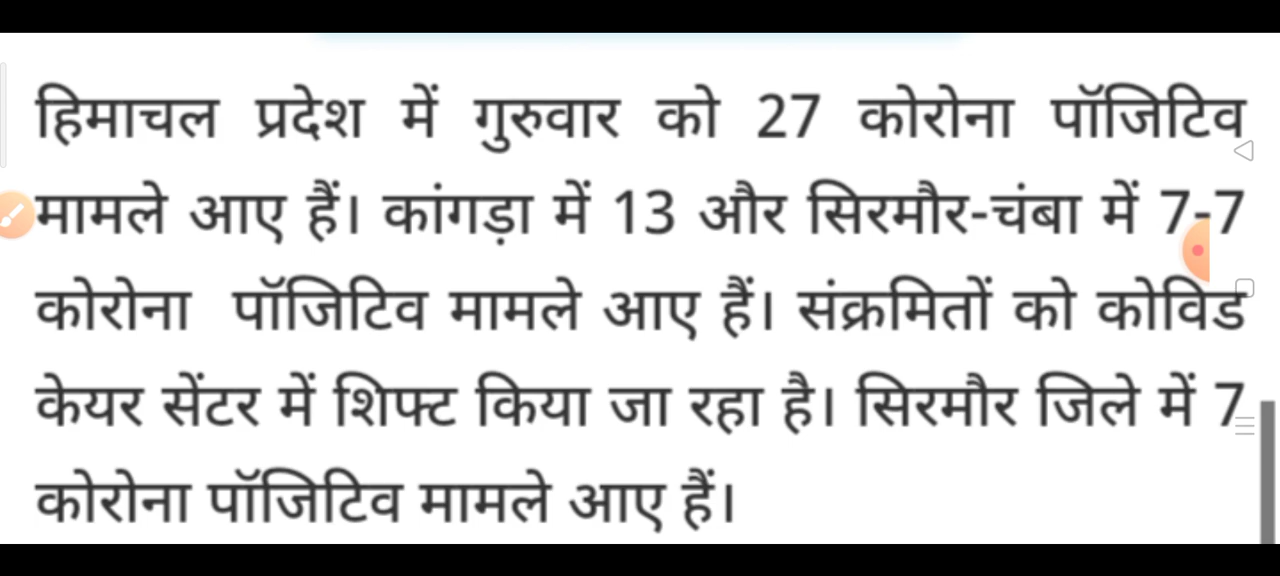 हिमाचल प्रदेश में गुरुवार को 27 कोरोना पॉजिटिव
मामले आए हैं। कांगड़ा में 13 और सिरमौर-चंबा में 7-7
कोरोना पॉजिटिव मामले आए हैं। संक्रमितों को कोविड
केयर सेंटर में शिफ्ट किया जा रहा है। सिरमौर जिले में 7
कोरोना पॉजिटिव मामले आए हैं।